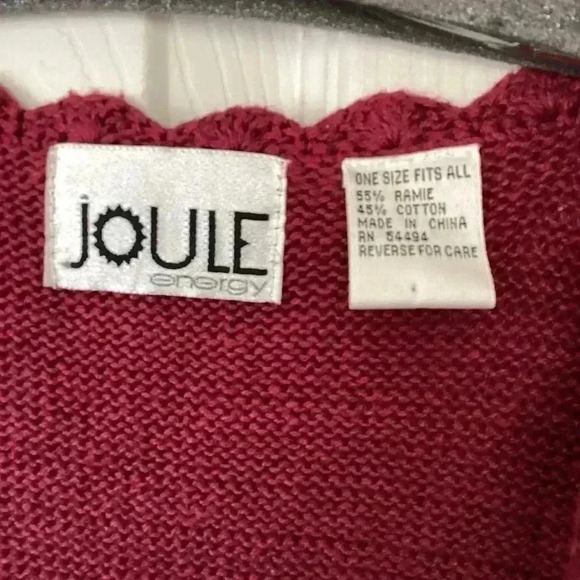 jOULE
energy
ONE SIZE FITS ALL
55% RAMIE
45% COTTON
MADE IN CHINA
RN 54494
REVERSE FOR CARE